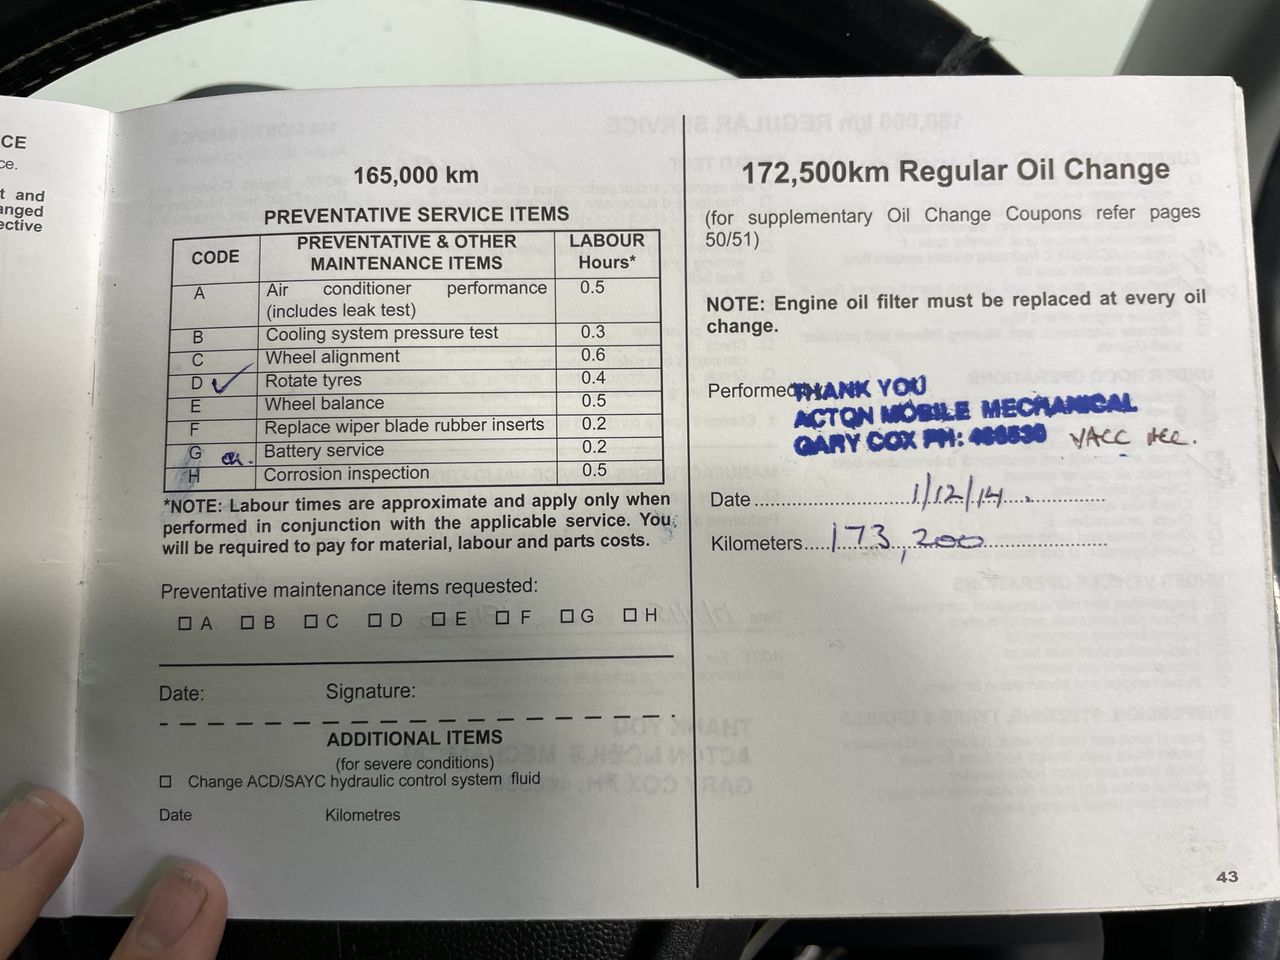 CE
ce.
t and
anged
ective
165,000 km
PREVENTATIVE SERVICE ITEMS
CODE PREVENTATIVE & OTHER MAINTENANCE ITEMS LABOUR Hours*
A Air conditioner performance (includes leak test) 0.5
B Cooling system pressure test 0.3
C Wheel alignment 0.6
D ✓ Rotate tyres 0.4
E Wheel balance 0.5
F Replace wiper blade rubber inserts 0.2
G Battery service 0.2
H Corrosion inspection 0.5
*NOTE: Labour times are approximate and apply only when
performed in conjunction with the applicable service. You
will be required to pay for material, labour and parts costs.
Preventative maintenance items requested:
☐ A ☐ B ☐ C ☐ D ☐ E ☐ F ☐ G ☐ H
Date: Signature:
ADDITIONAL ITEMS
(for severe conditions)
☐ Change ACD/SAYC hydraulic control system fluid
Date Kilometres
172,500km Regular Oil Change
(for supplementary Oil Change Coupons refer pages
50/51)
NOTE: Engine oil filter must be replaced at every oil
change.
Performed THANK YOU
ACTON MOBILE MECHANICAL
GARY COX PH: VACC
Date 1/12/14
Kilometers 173,200
43